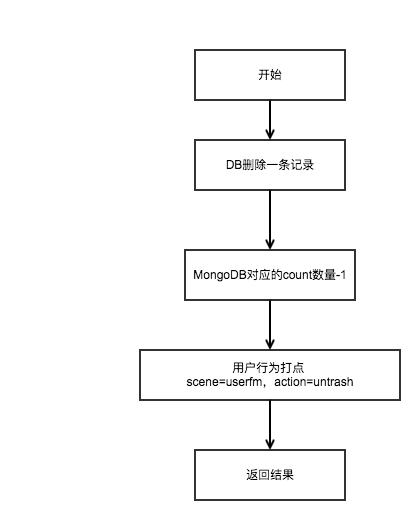 开始
DB删除一条记录
MongoDB对应的count数量-1
用户行为打点
scene=userfm，action=untrash
返回结果